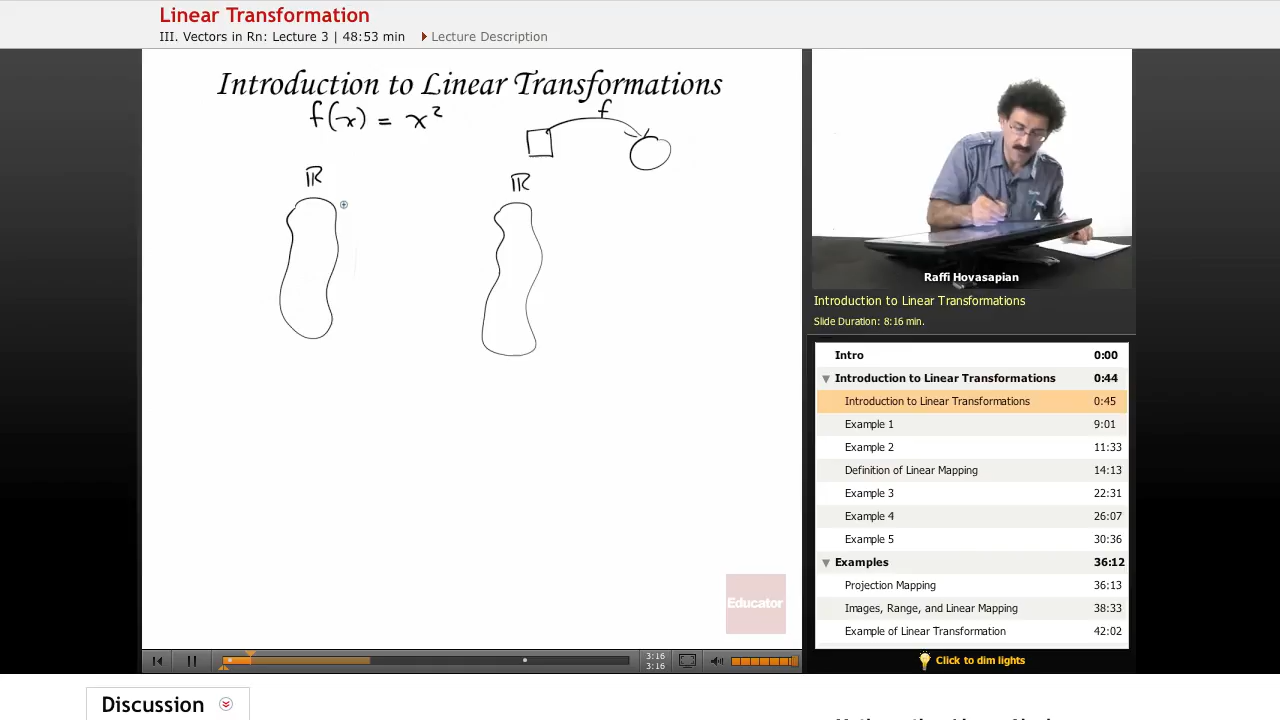 Linear Transformation
III. Vectors in Rn: Lecture 3 | 48:53 min Lecture Description
Introduction to Linear Transformations
f(x) = x²
f
ℝ
ℝ
Educator
Raffi Hovasapian
Introduction to Linear Transformations
Slide Duration: 8:16 min.
Intro 0:00
Introduction to Linear Transformations 0:44
Introduction to Linear Transformations 0:45
Example 1 9:01
Example 2 11:33
Definition of Linear Mapping 14:13
Example 3 22:31
Example 4 26:07
Example 5 30:36
Examples 36:12
Projection Mapping 36:13
Images, Range, and Linear Mapping 38:33
Example of Linear Transformation 42:02
3:16
3:16
Click to dim lights
Discussion